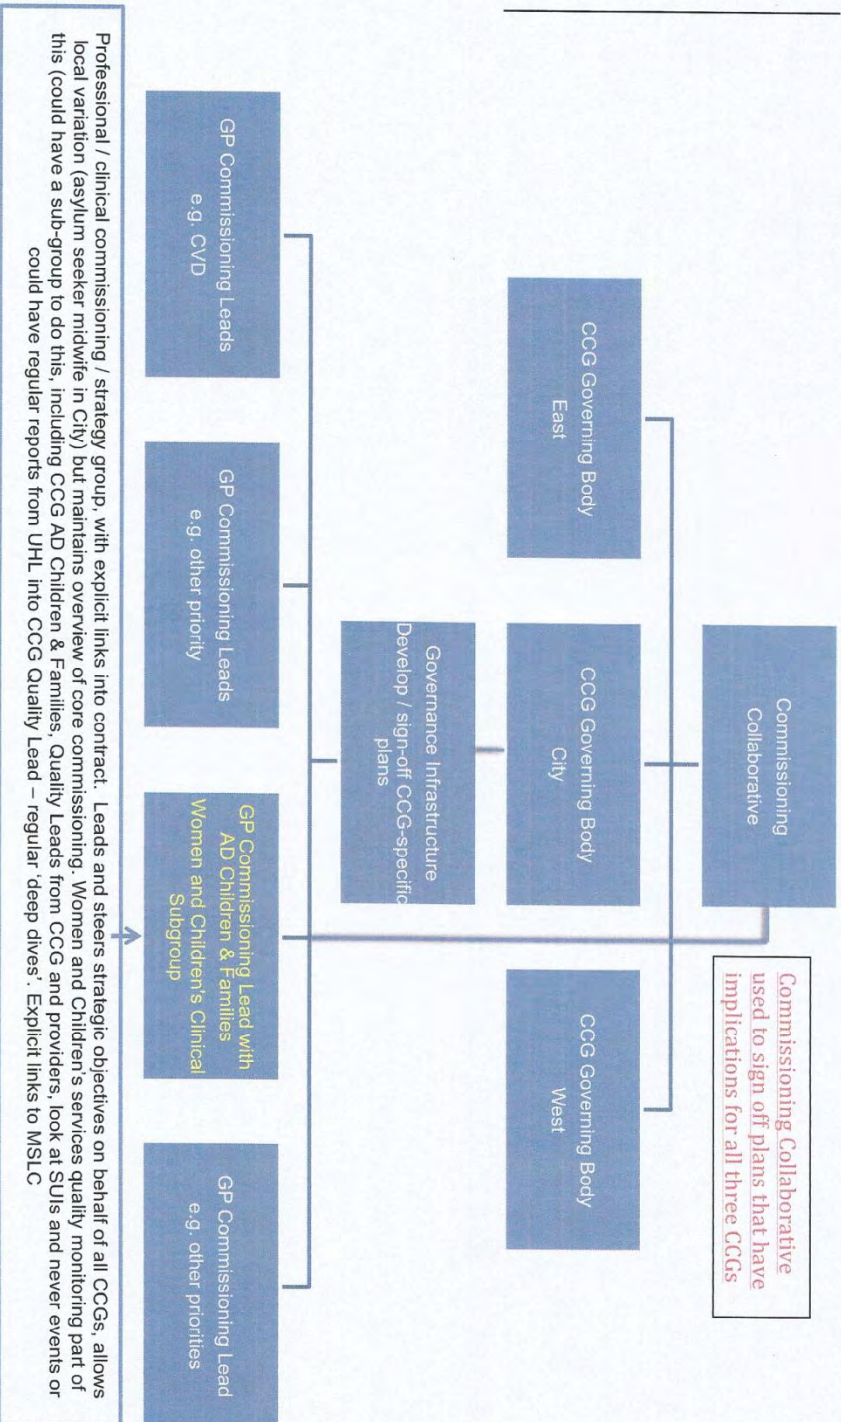 Commissioning
Collaborative
Commissioning Collaborative
used to sign off plans that have
implications for all three CCGs
CCG Governing Body
East
CCG Governing Body
City
CCG Governing Body
West
Governance Infrastructure
Develop / sign-off CCG-specific
plans
GP Commissioning Leads
e.g. CVD
GP Commissioning Leads
e.g. other priority
GP Commissioning Lead with
AD Children & Families
Women and Children's Clinical
Subgroup
GP Commissioning Lead
e.g. other priorities
Professional / clinical commissioning / strategy group, with explicit links into contract. Leads and steers strategic objectives on behalf of all CCGs, allows
local variation (asylum seeker midwife in City) but maintains overview of core commissioning. Women and Children's services quality monitoring part of
this (could have a sub-group to do this, including CCG AD Children & Families, Quality Leads from CCG and providers, look at SUIs and never events or
could have regular reports from UHL into CCG Quality Lead – regular 'deep dives'. Explicit links to MSLC